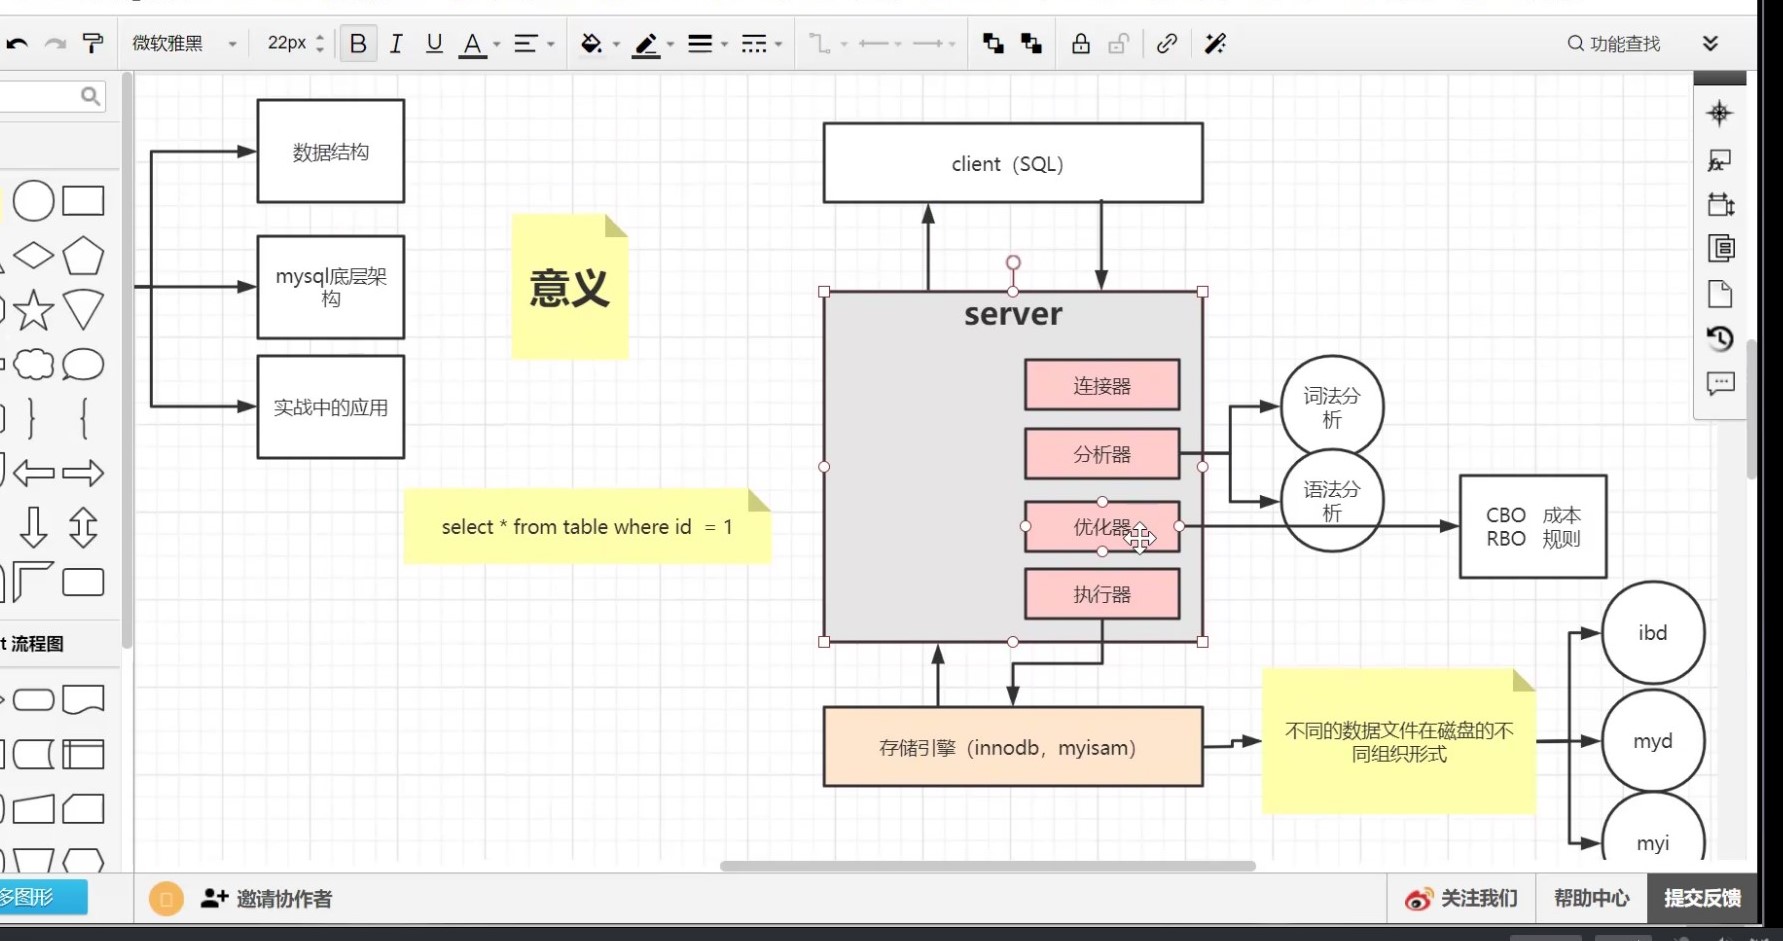 微软雅黑
22px
B
I
U
A
功能查找
数据结构
mysql底层架
构
实战中的应用
意义
select * from table where id  = 1
client（SQL）
server
连接器
分析器
优化器
执行器
词法分
析
语法分
析
CBO   成本
RBO   规则
存储引擎（innodb，myisam）
不同的数据文件在磁盘的不
同组织形式
ibd
myd
myi
t 流程图
多图形
邀请协作者
关注我们
帮助中心
提交反馈